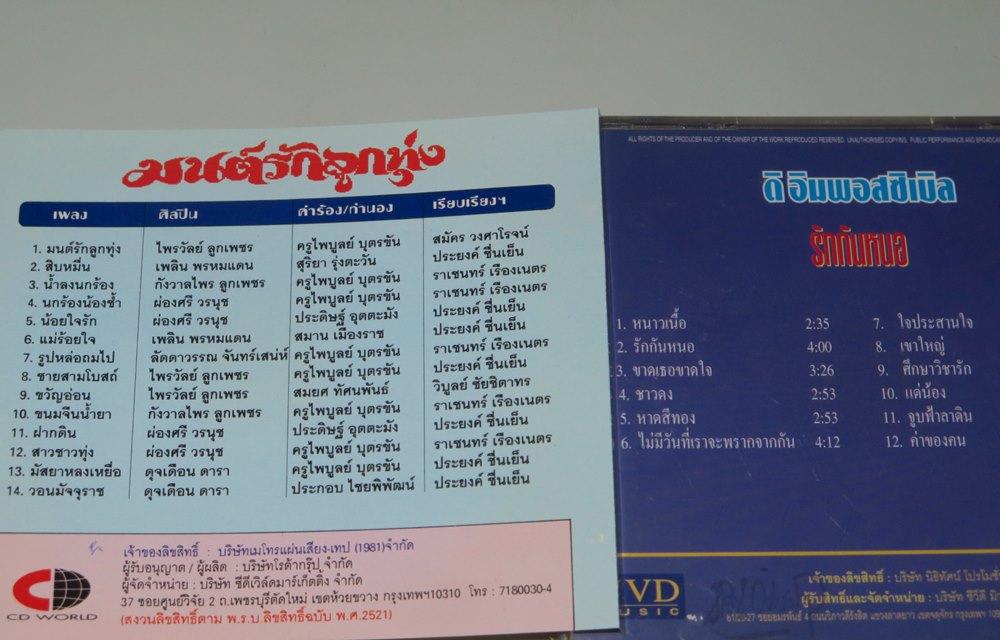 มนต์รักลูกทุ่ง
เพลง ศิลปิน คำร้อง/ทำนอง เรียบเรียงฯ
1. มนต์รักลูกทุ่ง ไพรวัลย์ ลูกเพชร ครูไพบูลย์ บุตรขัน สมัคร วงศาโรจน์
2. สิบหมื่น เพลิน พรหมแดน สุริยา รุ่งตะวัน ประยงค์ ชื่นเย็น
3. น้ำลงนกร้อง กังวาลไพร ลูกเพชร ครูไพบูลย์ บุตรขัน ราเชนทร์ เรืองเนตร
4. นกร้องน้องช้ำ ผ่องศรี วรนุช ครูไพบูลย์ บุตรขัน ราเชนทร์ เรืองเนตร
5. น้อยใจรัก ผ่องศรี วรนุช ประดิษฐ์ อุตตะมัง ประยงค์ ชื่นเย็น
6. แม่ร้อยใจ เพลิน พรหมแดน สมาน เมืองราช ประยงค์ ชื่นเย็น
7. รูปหล่อถมไป ลัดดาวรรณ จันทร์เสน่ห์ ครูไพบูลย์ บุตรขัน ราเชนทร์ เรืองเนตร
8. ชายสามโบสถ์ ไพรวัลย์ ลูกเพชร ครูไพบูลย์ บุตรขัน ประยงค์ ชื่นเย็น
9. ขวัญอ่อน ไพรวัลย์ ลูกเพชร สมยศ ทัศนพันธ์ วิบูลย์ ชัยชิตาทร
10. ขนมจีนน้ำยา กังวาลไพร ลูกเพชร ครูไพบูลย์ บุตรขัน ราเชนทร์ เรืองเนตร
11. ฝากดิน ผ่องศรี วรนุช ประดิษฐ์ อุตตะมัง ประยงค์ ชื่นเย็น
12. สาวชาวทุ่ง ผ่องศรี วรนุช ครูไพบูลย์ บุตรขัน ราเชนทร์ เรืองเนตร
13. มัสยาหลงเหยื่อ ดุจเดือน ดารา ครูไพบูลย์ บุตรขัน ประยงค์ ชื่นเย็น
14. วอนมัจจุราช ดุจเดือน ดารา ประกอบ ไชยพิพัฒน์ ประยงค์ ชื่นเย็น
เจ้าของลิขสิทธิ์ : บริษัทเมโทรแผ่นเสียง-เทป (1981)จำกัด
ผู้รับอนุญาต / ผู้ผลิต : บริษัทโรต้ากรุ๊ป จำกัด
ผู้จัดจำหน่าย : บริษัท ซีดีเวิล์ดมาร์เก็ตติ้ง จำกัด
37 ซอยศูนย์วิจัย 2 ถ.เพชรบุรีตัดใหม่ เขตห้วยขวาง กรุงเทพฯ10310 โทร : 7180030-4
(สงวนลิขสิทธิ์ตาม พ.ร.บ ลิขสิทธิ์ฉบับ พ.ศ.2521)
CD WORLD
ALL RIGHTS OF THE PRODUCER AND OF THE OWNER OF THE WORK REPRODUCED RESERVED. UNAUTHORISED COPYING, PUBLIC PERFORMANCE AND
ดิ อิมพอสซิเบิล
รักกันหนอ
1. หนาวเนื้อ 2:35
2. รักกันหนอ 4:00
3. ขาดเธอขาดใจ 3:26
4. ชาวดง 2:53
5. หาดสีทอง 2:53
6. ไม่มีวันที่เราจะพรากจากกัน 4:12
7. ใจประสานใจ
8. เขาใหญ่
9. ศึกษาวิชารัก
10. แด่น้อง
11. จูบฟ้าลาดิน
12. ค่าของคน
VD
MUSIC
เจ้าของลิขสิทธิ์ : บริษัท นิธิทัศน์ โปรโมชั่น
ผู้รับสิทธิ์และจัดจำหน่าย : บริษัท ซีวีดี